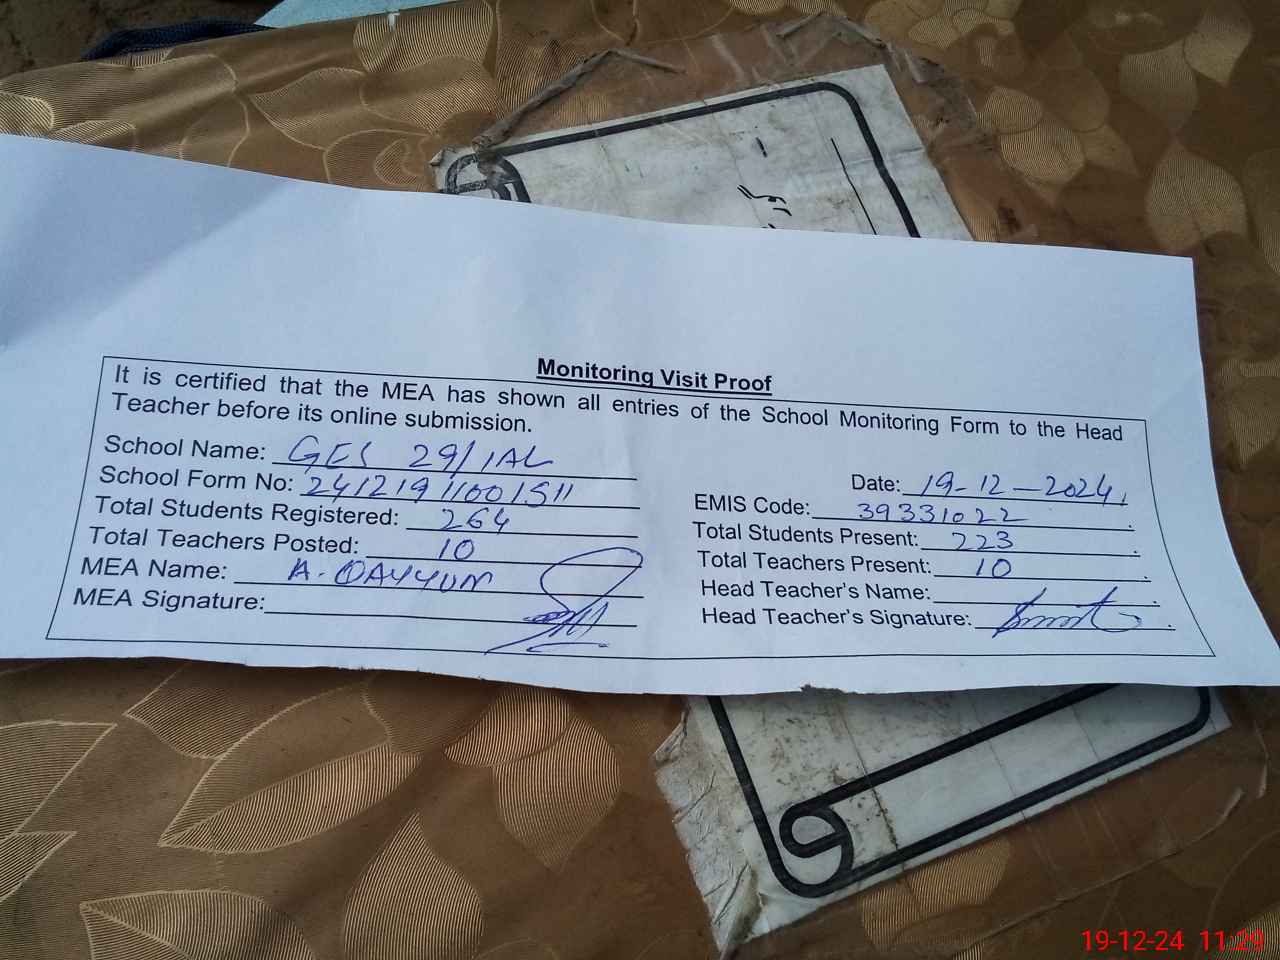 Monitoring Visit Proof
It is certified that the MEA has shown all entries of the School Monitoring Form to the Head
Teacher before its online submission.
School Name: GES 29/1AL
Date: 19-12-2024
School Form No: 24121911001511
EMIS Code: 39331022
Total Students Registered: 264
Total Students Present: 223
Total Teachers Posted: 10
Total Teachers Present: 10
MEA Name: A. QAYYUM
Head Teacher's Name:
MEA Signature:
Head Teacher's Signature:
19-12-24 11:29